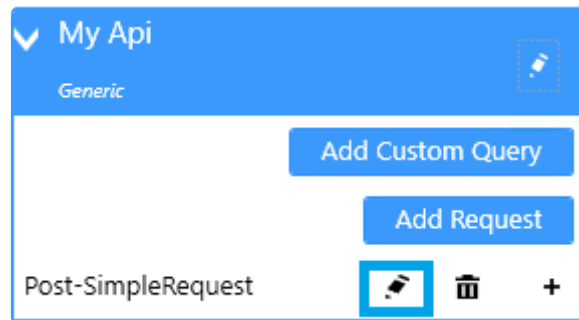 My Api
Generic
Add Custom Query
Add Request
Post-SimpleRequest